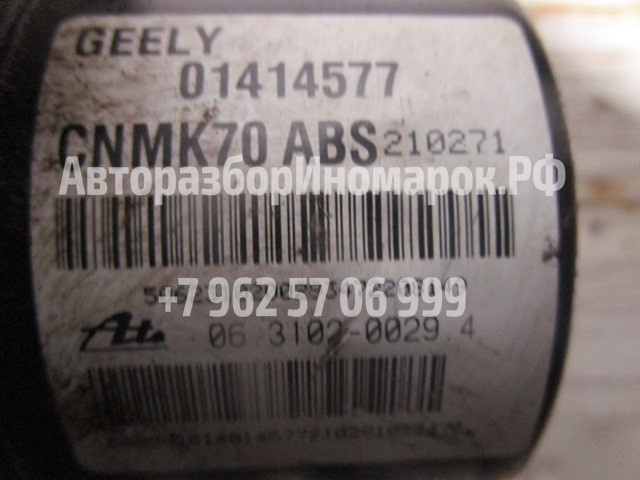 GEELY
01414577
CNMK70 ABS 210271
АвторазборИномарок.РФ
+7 962 57 06 999
Ate 06 3102-0029 4